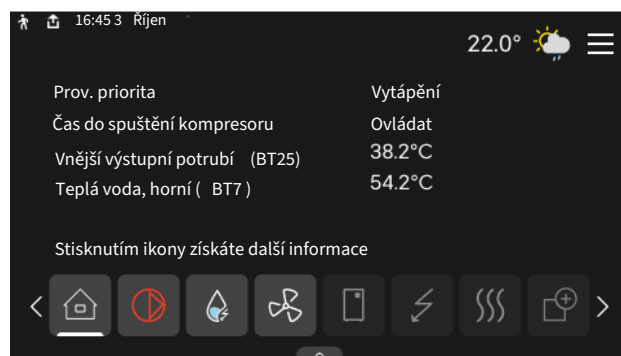 16:45 3 Říjen
22.0°
Prov. priorita Vytápění
Čas do spuštění kompresoru Ovládat
Vnější výstupní potrubí (BT25) 38.2°C
Teplá voda, horní ( BT7 ) 54.2°C
Stisknutím ikony získáte další informace